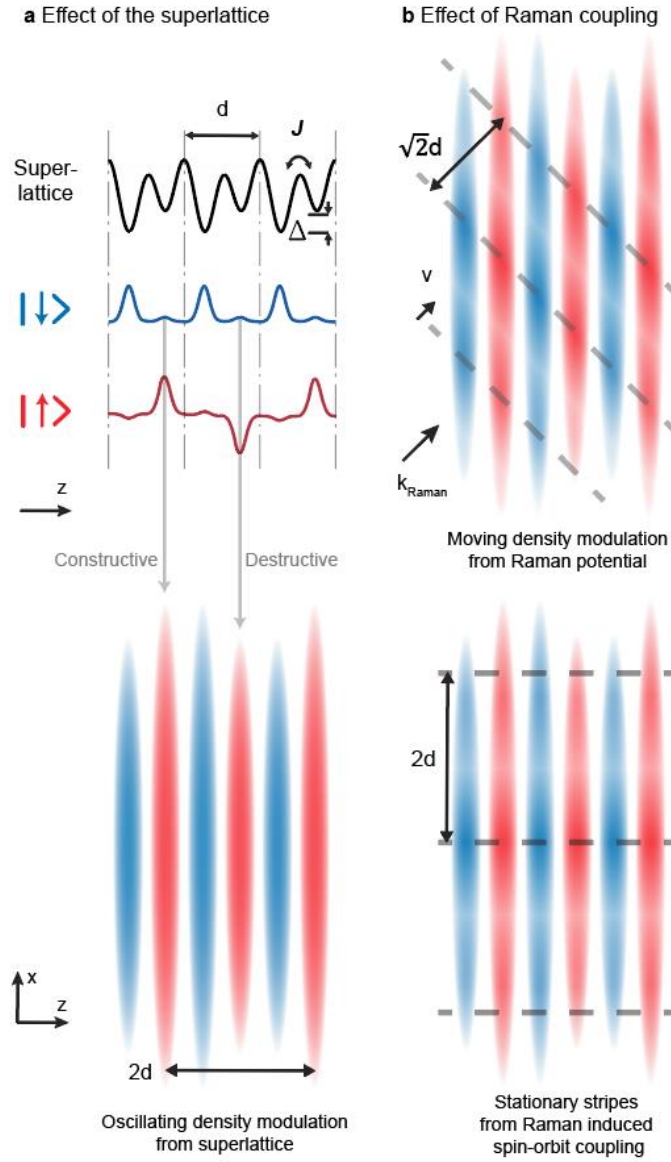 a Effect of the superlattice
d
J
Super-
lattice
Δ
|↓>
|↑>
z
Constructive
Destructive
x
z
2d
Oscillating density modulation
from superlattice
b Effect of Raman coupling
√2d
v
kRaman
Moving density modulation
from Raman potential
2d
Stationary stripes
from Raman induced
spin-orbit coupling